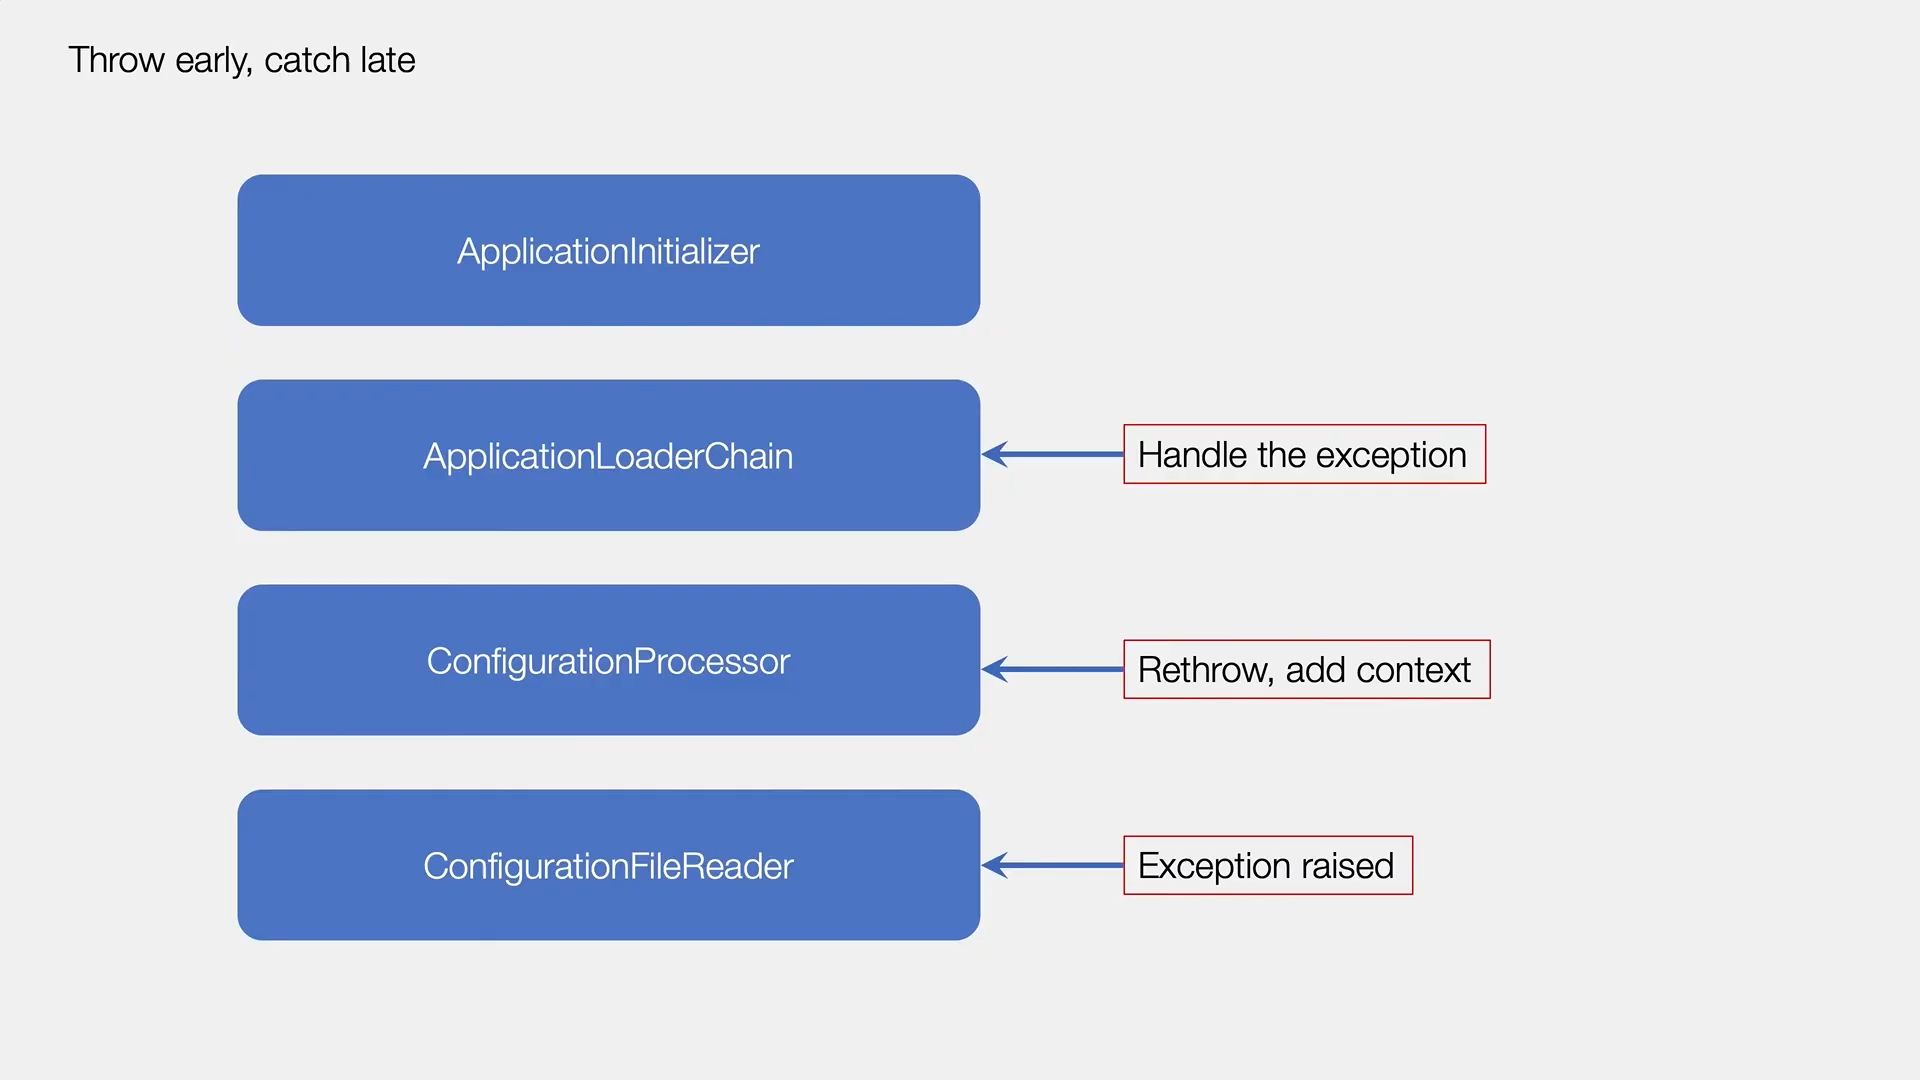 Throw early, catch late
ApplicationInitializer
ApplicationLoaderChain
Handle the exception
ConfigurationProcessor
Rethrow, add context
ConfigurationFileReader
Exception raised